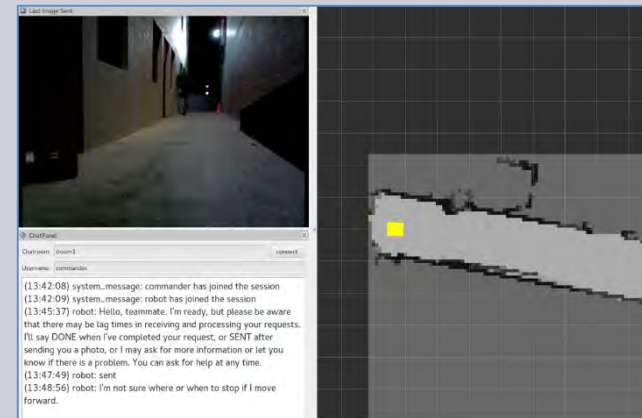 Last Image Sent
ChatPanel
Chatroom: room1 connect
Username: commander
(13:42:08) system_message: commander has joined the session
(13:42:09) system_message: robot has joined the session
(13:45:37) robot: Hello, teammate. I'm ready, but please be aware
that there may be lag times in receiving and processing your requests.
I'll say DONE when I've completed your request, or SENT after
sending you a photo, or I may ask for more information or let you
know if there is a problem. You can ask for help at any time.
(13:47:49) robot: sent
(13:48:56) robot: I'm not sure where or when to stop if I move
forward.